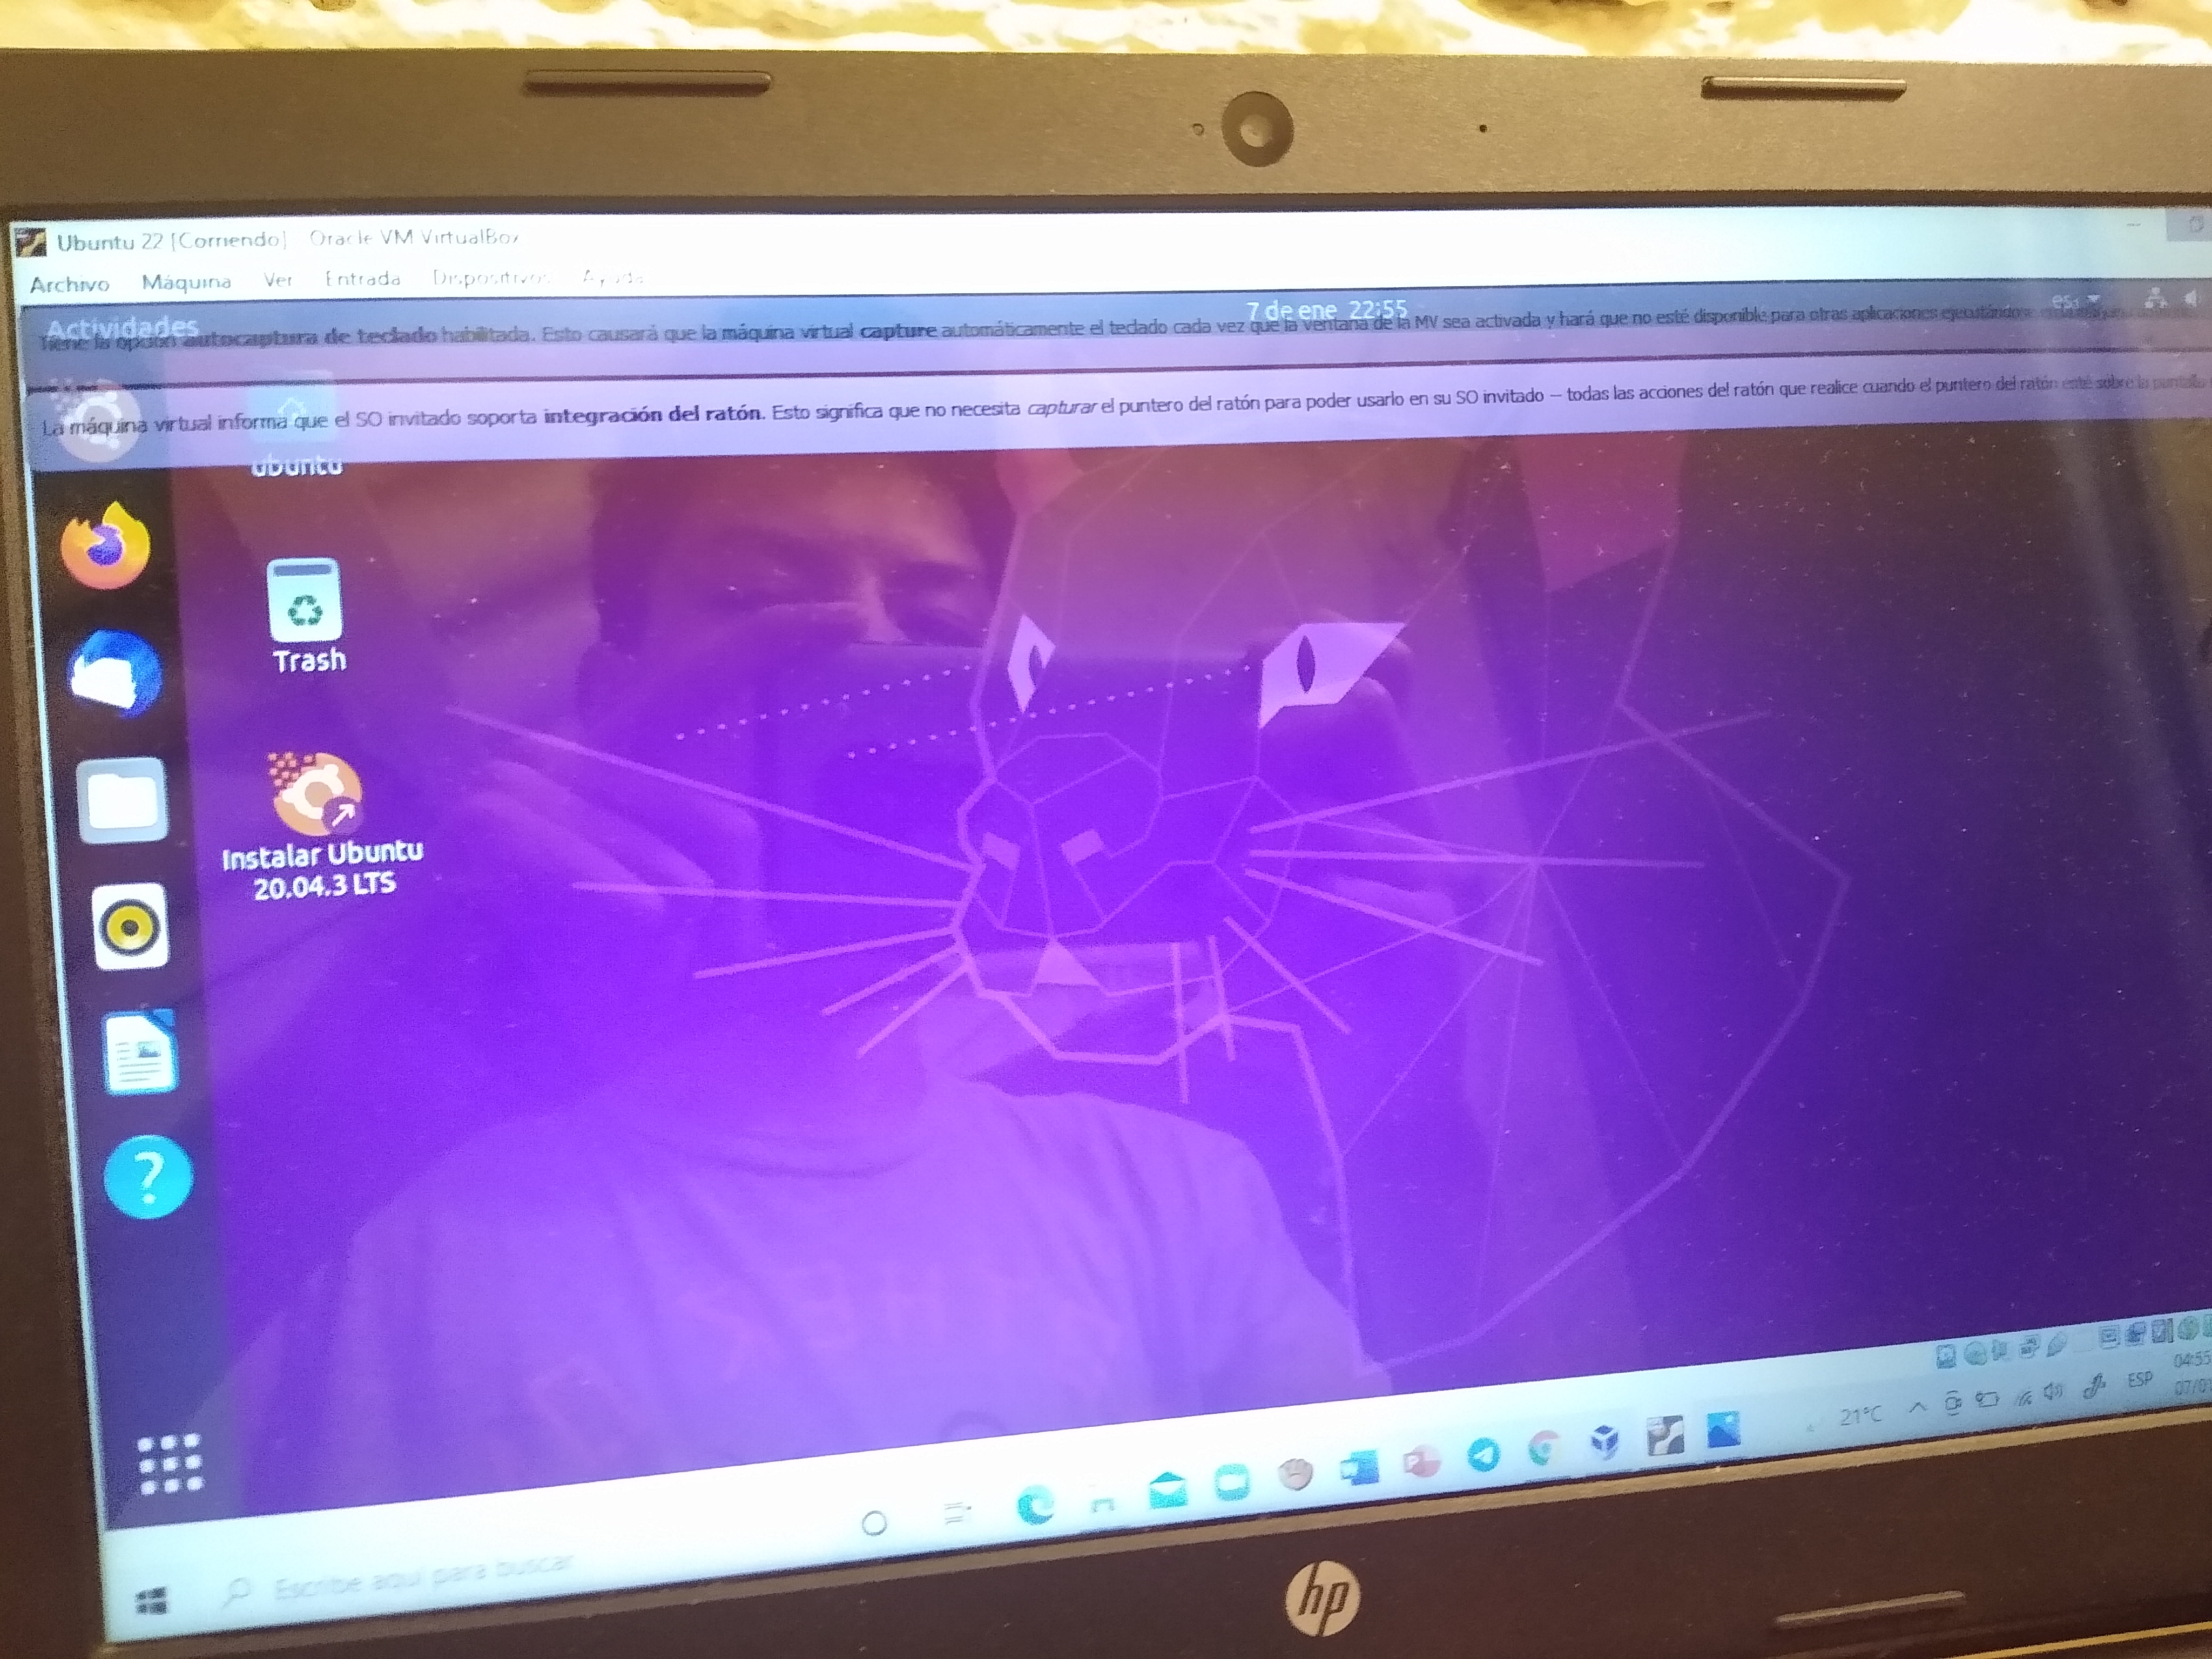 Ubuntu 22 [Corriendo] Oracle VM VirtualBox
Archivo Máquina Ver Entrada Dispositivos Ayuda
Actividades 7 de ene 22:55 es₁
Tiene la opción autocaptura de teclado habilitada. Esto causará que la máquina virtual capture automáticamente el teclado cada vez que la ventana de la MV sea activada y hará que no esté disponible para otras aplicaciones
La máquina virtual informa que el SO invitado soporta integración del ratón. Esto significa que no necesita capturar el puntero del ratón para poder usarlo en su SO invitado — todas las acciones del ratón que realice cuando el puntero del ratón esté sobre la pantalla
ubuntu
Trash
Instalar Ubuntu
20.04.3 LTS
21°C ESP 04:55
07/01
Escribe aquí para buscar
hp